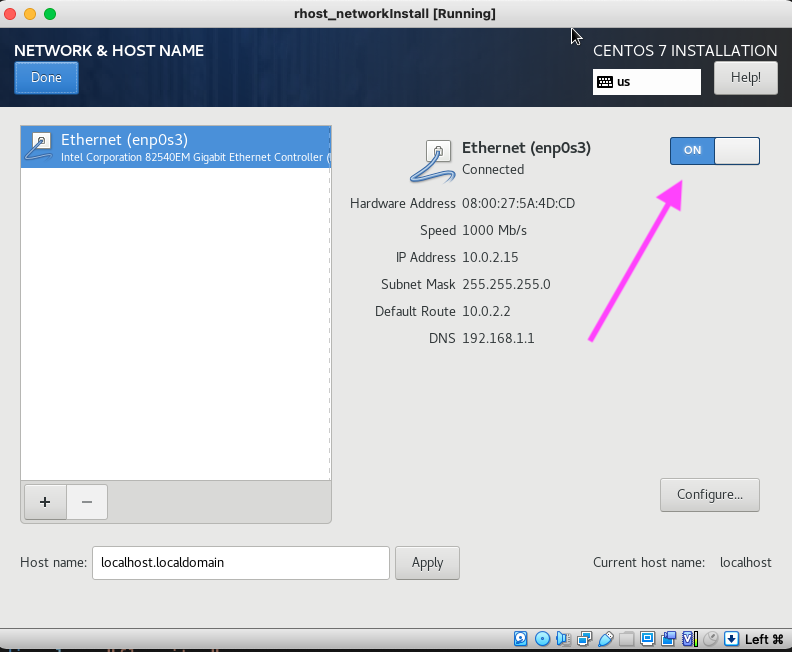 rhost_networkInstall [Running]
NETWORK & HOST NAME
CENTOS 7 INSTALLATION
Done
us
Help!
Ethernet (enp0s3)
Intel Corporation 82540EM Gigabit Ethernet Controller (
Ethernet (enp0s3)
Connected
ON
Hardware Address 08:00:27:5A:4D:CD
Speed 1000 Mb/s
IP Address 10.0.2.15
Subnet Mask 255.255.255.0
Default Route 10.0.2.2
DNS 192.168.1.1
+ −
Configure...
Host name: localhost.localdomain Apply Current host name: localhost
Left ⌘